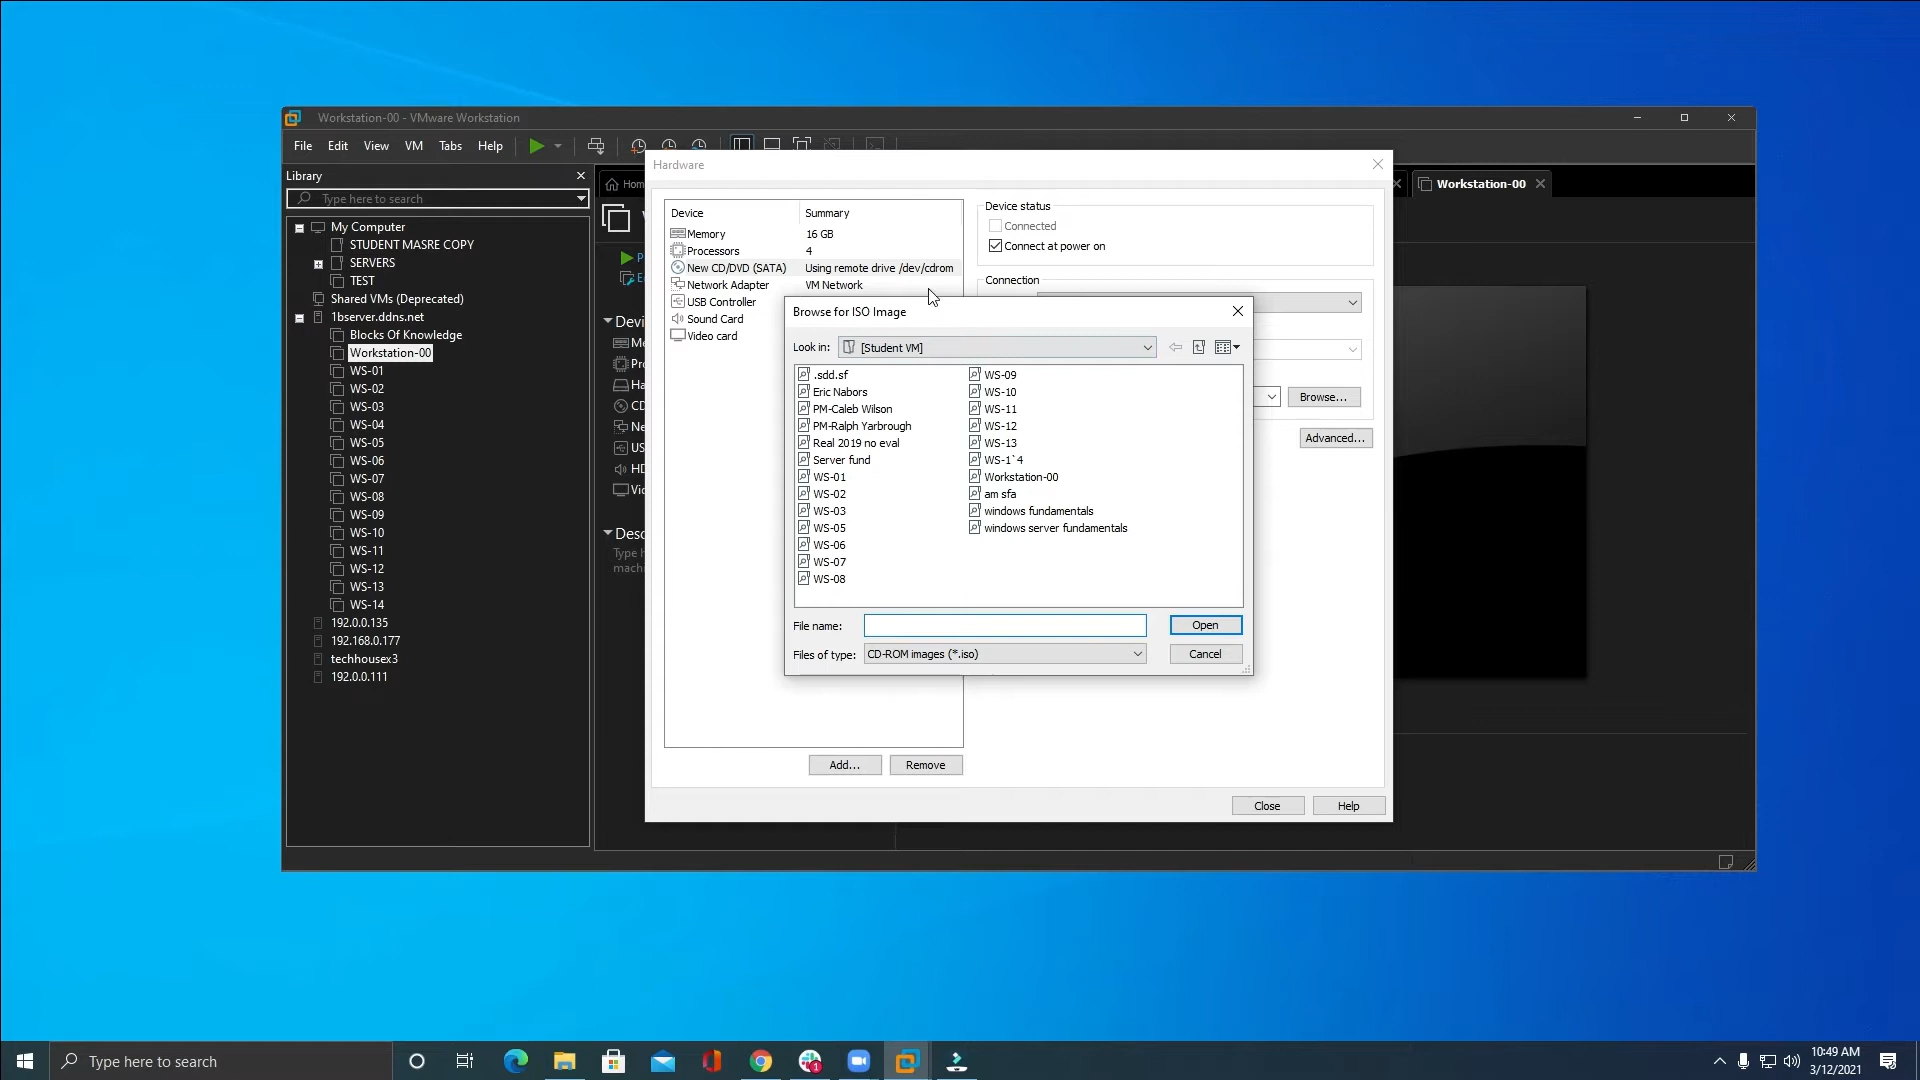 Workstation-00 - VMware Workstation
File Edit View VM Tabs Help
Library
Type here to search
My Computer
STUDENT MASRE COPY
SERVERS
TEST
Shared VMs (Deprecated)
1bserver.ddns.net
Blocks Of Knowledge
Workstation-00
WS-01
WS-02
WS-03
WS-04
WS-05
WS-06
WS-07
WS-08
WS-09
WS-10
WS-11
WS-12
WS-13
WS-14
192.0.0.135
192.168.0.177
techhousex3
192.0.0.111
Workstation-00
Hardware
Device Summary
Memory 16 GB
Processors 4
New CD/DVD (SATA) Using remote drive /dev/cdrom
Network Adapter VM Network
USB Controller
Sound Card
Video card
Device status
Connected
Connect at power on
Connection
Browse...
Advanced...
Browse for ISO Image
Look in: [Student VM]
.sdd.sf
Eric Nabors
PM-Caleb Wilson
PM-Ralph Yarbrough
Real 2019 no eval
Server fund
WS-01
WS-02
WS-03
WS-05
WS-06
WS-07
WS-08
WS-09
WS-10
WS-11
WS-12
WS-13
WS-1`4
Workstation-00
am sfa
windows fundamentals
windows server fundamentals
File name:
Open
Files of type: CD-ROM images (*.iso)
Cancel
Add... Remove
Close Help
Type here to search
1
10:49 AM
3/12/2021